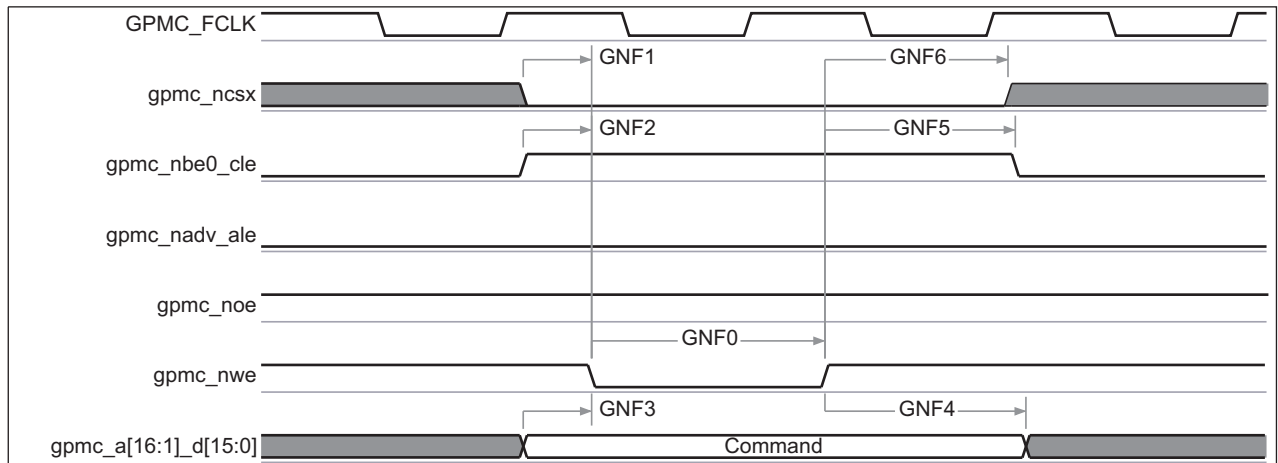 GPMC_FCLK
GNF1
GNF6
gpmc_ncsx
GNF2
GNF5
gpmc_nbe0_cle
gpmc_nadv_ale
gpmc_noe
GNF0
gpmc_nwe
GNF3
GNF4
gpmc_a[16:1]_d[15:0]
Command